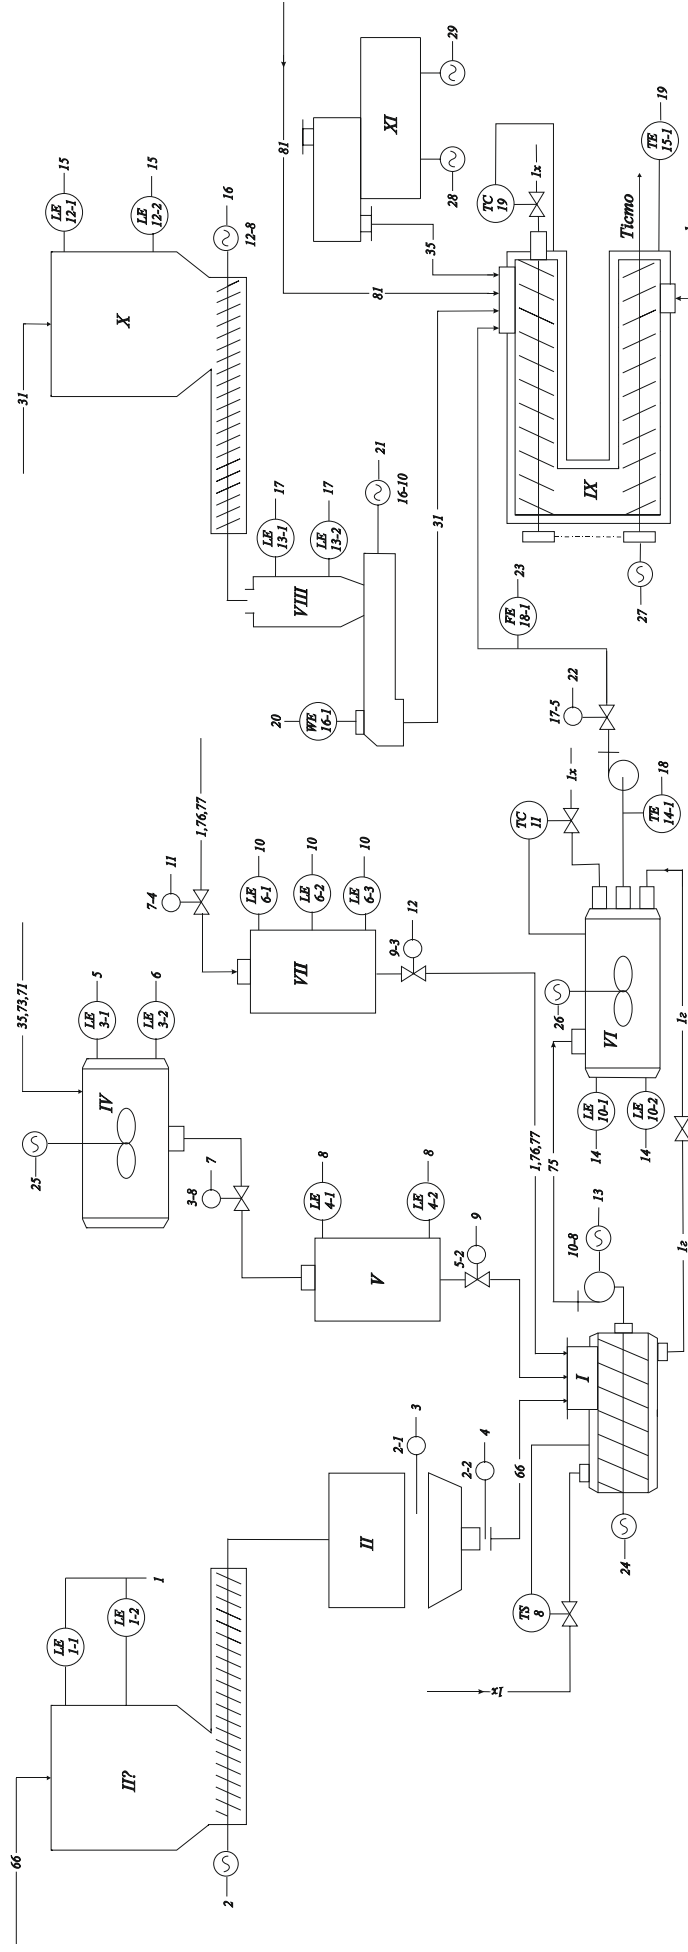 66
35,73,71
31
25
5
15
LE
1-1
LE
3-1
LE
12-1
IV
II?
LE
1-2
X
1
LE
3-2
6
LE
12-2
15
7-4
11
1,76,77
2
3-8
7
16
12-8
LE
6-1
10
LE
13-1
17
81
VII
VIII
LE
6-2
10
LE
4-1
8
LE
13-2
17
20
WE
16-1
II
V
LE
6-3
10
16-10
21
81
XI
2-1
3
9-3
12
LE
4-2
8
35
31
28
29
2-2
4
5-2
9
TS
8
66
TC
11
TC
19
1х
1х
1х
FE
18-1
23
1,76,77
75
26
17-5
22
I
10-8
13
LE
10-1
14
VI
IX
24
27
Тісто
LE
10-2
14
TE
14-1
18
TE
15-1
19
1г
1г